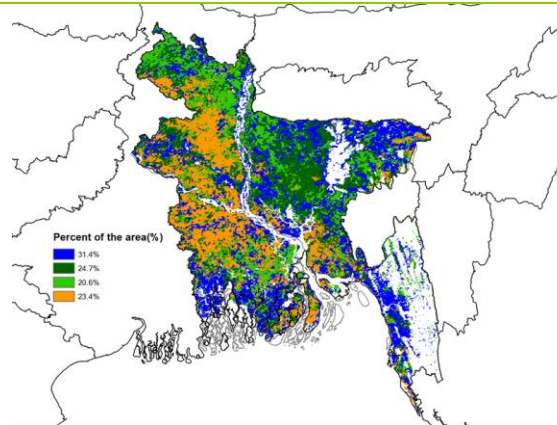 Percent of the area(%)
31.4%
24.7%
20.6%
23.4%